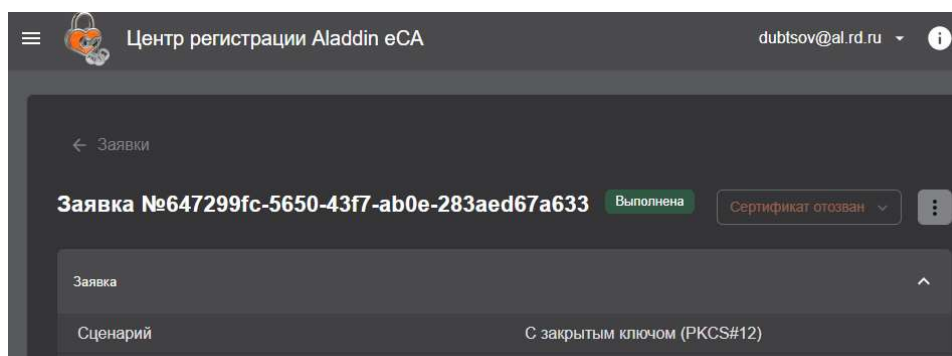 Центр регистрации Aladdin eCA dubtsov@al.rd.ru
← Заявки
Заявка №647299fc-5650-43f7-ab0e-283aed67a633 Выполнена Сертификат отозван
Заявка
Сценарий С закрытым ключом (PKCS#12)